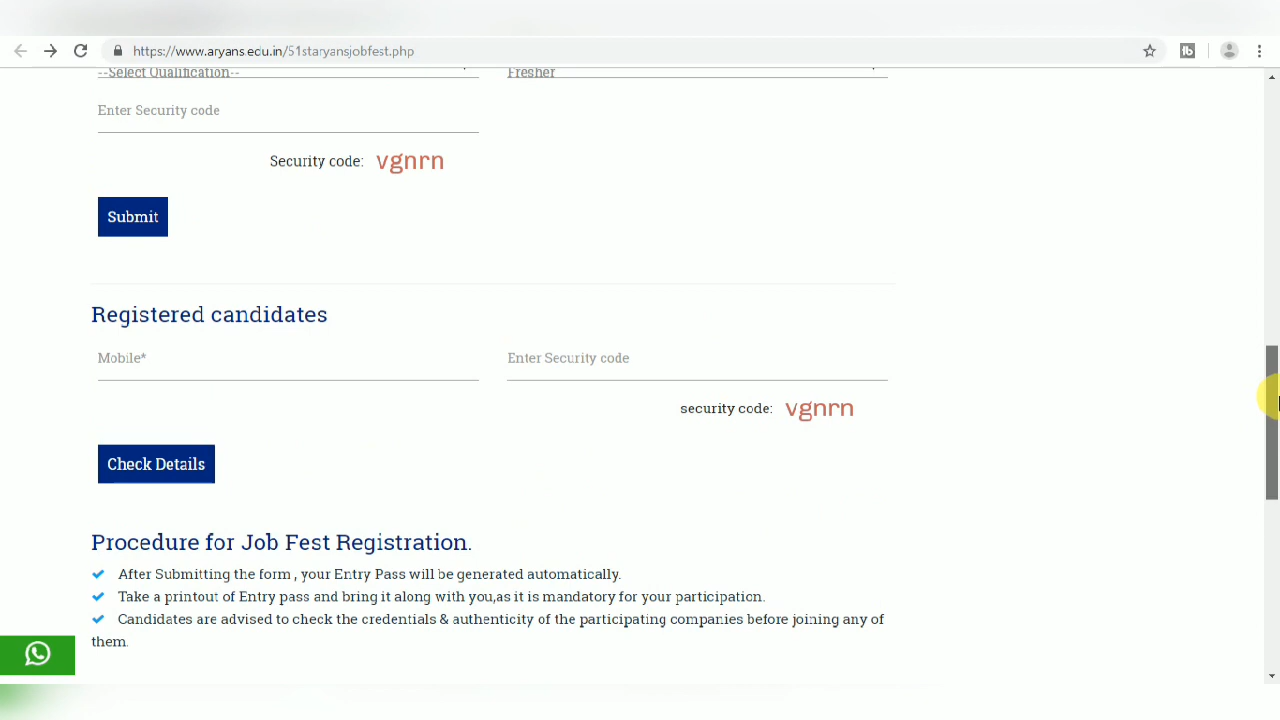 https://www.aryans.edu.in/51staryansjobfest.php
--Select Qualification-- Fresher
Enter Security code
Security code: vgnrn
Submit
Registered candidates
Mobile* Enter Security code
security code: vgnrn
Check Details
Procedure for Job Fest Registration.
After Submitting the form , your Entry Pass will be generated automatically.
Take a printout of Entry pass and bring it along with you,as it is mandatory for your participation.
Candidates are advised to check the credentials & authenticity of the participating companies before joining any of
them.